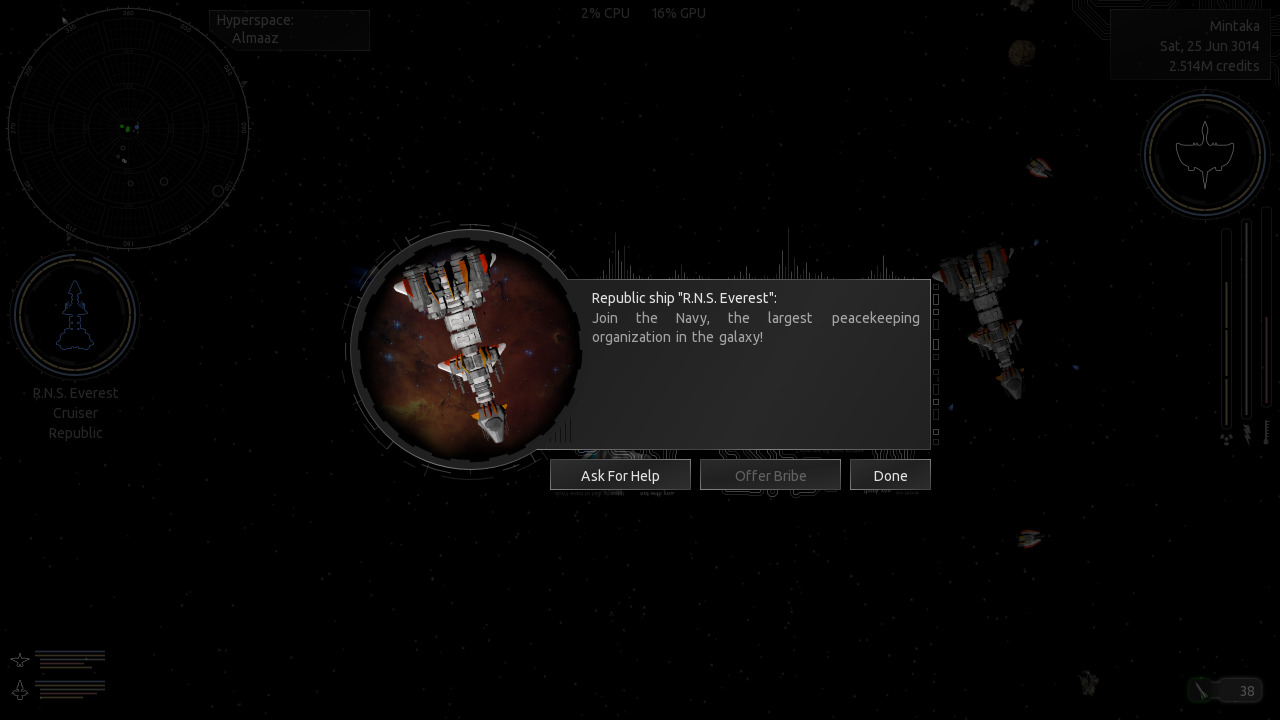 Hyperspace:
Almaaz
2% CPU 16% GPU
Mintaka
Sat, 25 Jun 3014
2.514M credits
Republic ship "R.N.S. Everest":
Join the Navy, the largest peacekeeping
organization in the galaxy!
R.N.S. Everest
Cruiser
Republic
Ask For Help
Offer Bribe
Done
38